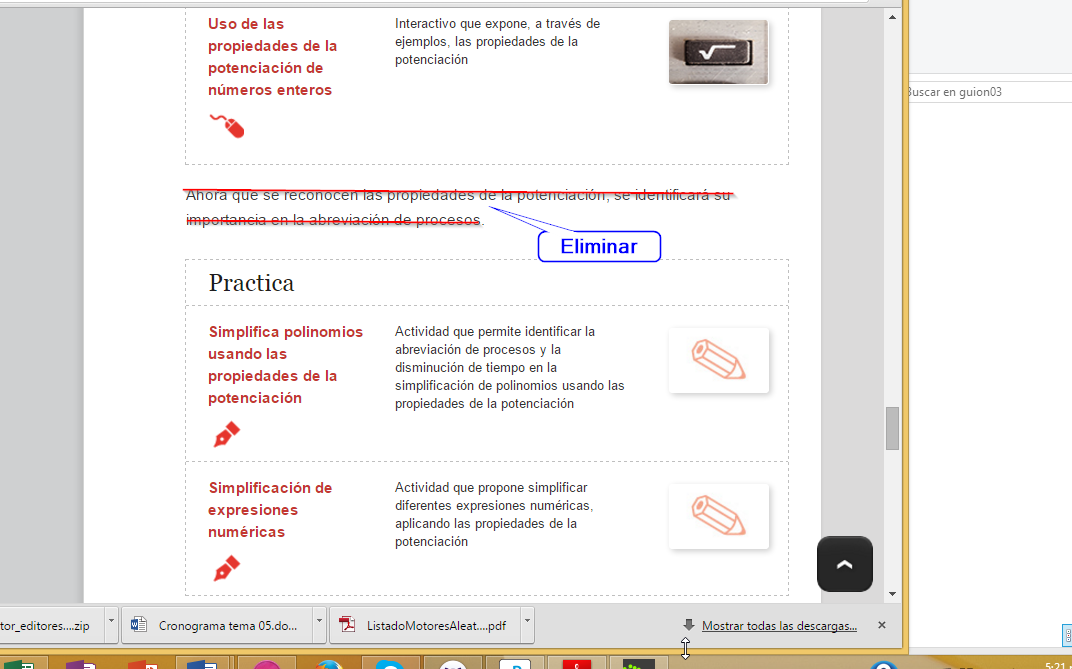 Uso de las
propiedades de la
potenciación de
números enteros
Interactivo que expone, a través de
ejemplos, las propiedades de la
potenciación
Buscar en guion03
Ahora que se reconocen las propiedades de la potenciación, se identificará su
importancia en la abreviación de procesos.
Eliminar
Practica
Simplifica polinomios
usando las
propiedades de la
potenciación
Actividad que permite identificar la
abreviación de procesos y la
disminución de tiempo en la
simplificación de polinomios usando las
propiedades de la potenciación
Simplificación de
expresiones
numéricas
Actividad que propone simplificar
diferentes expresiones numéricas,
aplicando las propiedades de la
potenciación
tor_editores....zip
Cronograma tema 05.do...
ListadoMotoresAleat....pdf
Mostrar todas las descargas...
5:21